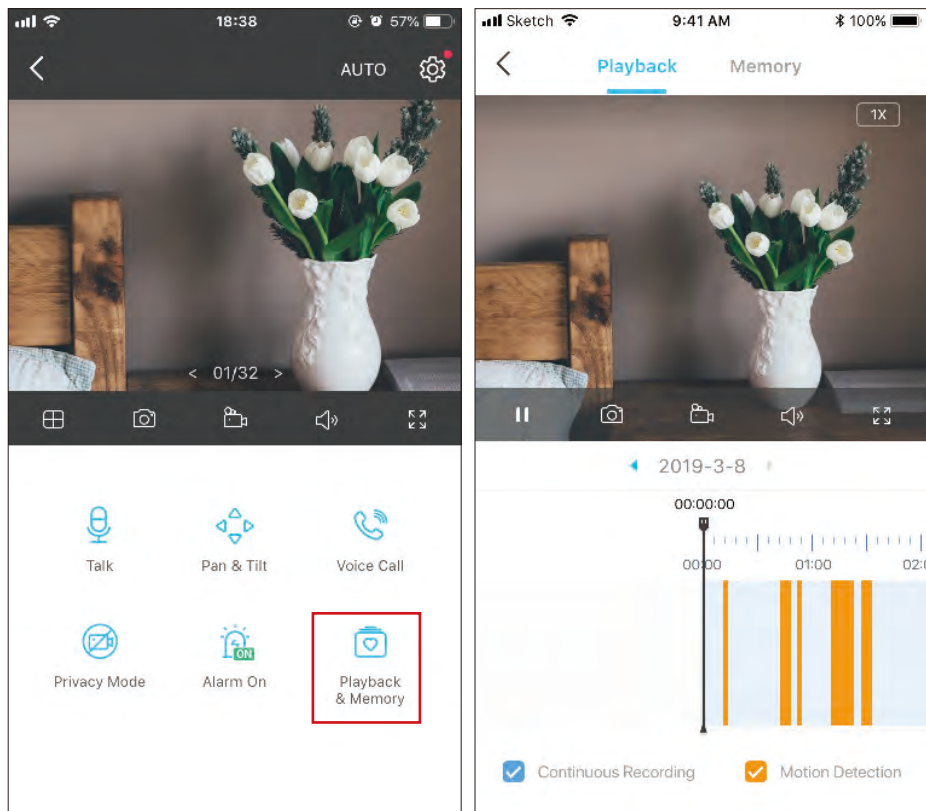 18:38
57%
AUTO
< 01/32 >
Talk
Pan & Tilt
Voice Call
Privacy Mode
ON
Alarm On
Playback
& Memory
Sketch
9:41 AM
100%
Playback
Memory
1X
2019-3-8
00:00:00
00:00
01:00
Continuous Recording
Motion Detection